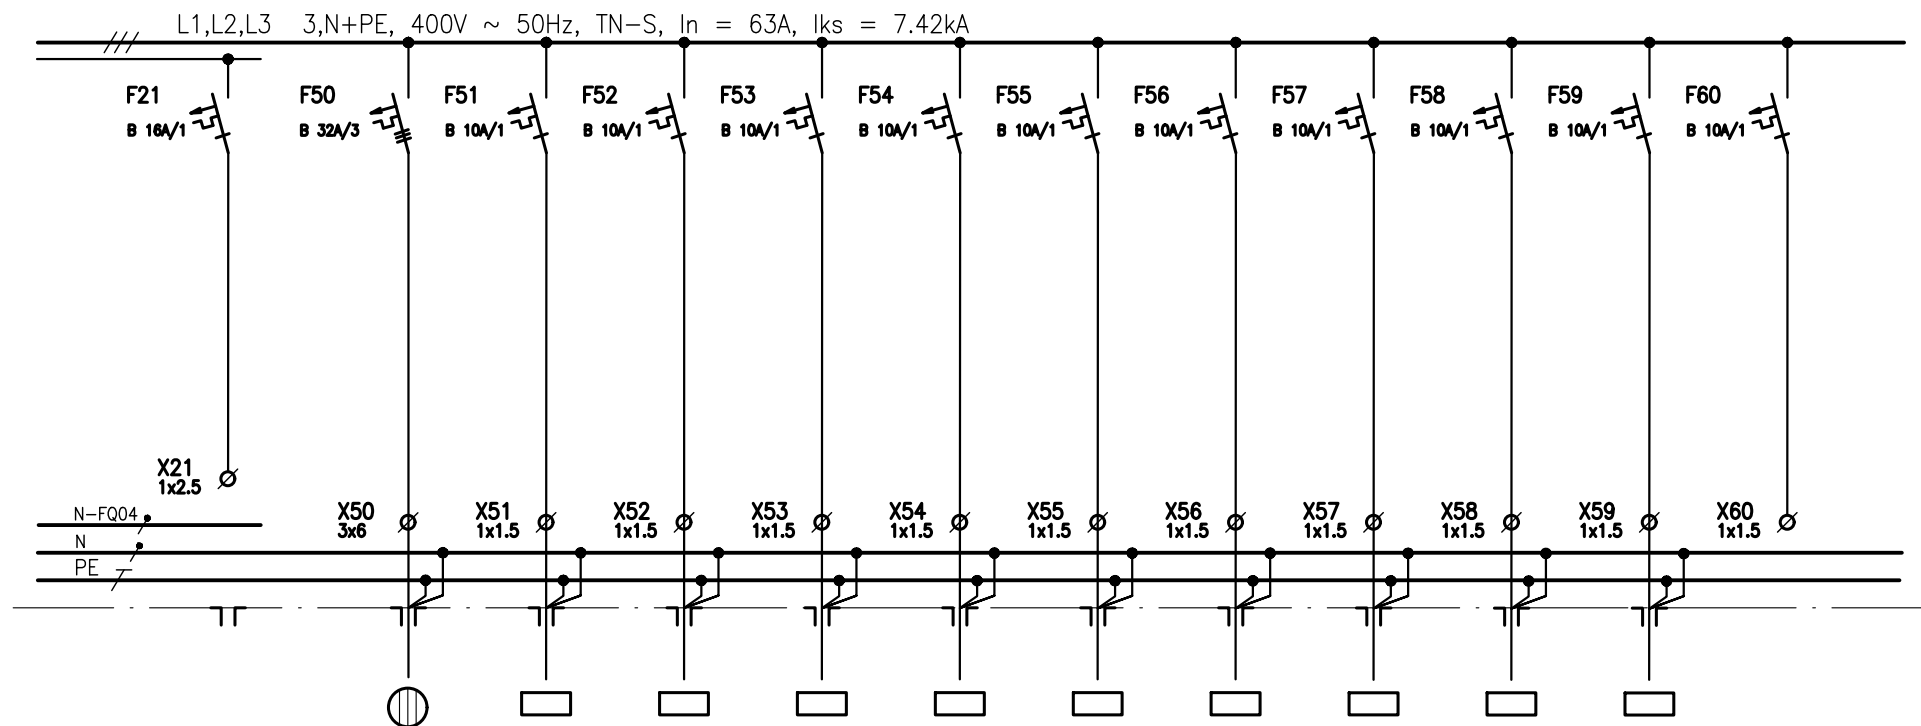 L1,L2,L3 3,N+PE, 400V ~ 50Hz, TN-S, In = 63A, Iks = 7.42kA
F21 F50 F51 F52 F53 F54 F55 F56 F57 F58 F59 F60
B 16A/1 B 32A/3 B 10A/1 B 10A/1 B 10A/1 B 10A/1 B 10A/1 B 10A/1 B 10A/1 B 10A/1 B 10A/1 B 10A/1
X21
1x2.5
N-FQ04 X50 X51 X52 X53 X54 X55 X56 X57 X58 X59 X60
3x6 1x1.5 1x1.5 1x1.5 1x1.5 1x1.5 1x1.5 1x1.5 1x1.5 1x1.5 1x1.5
N
PE